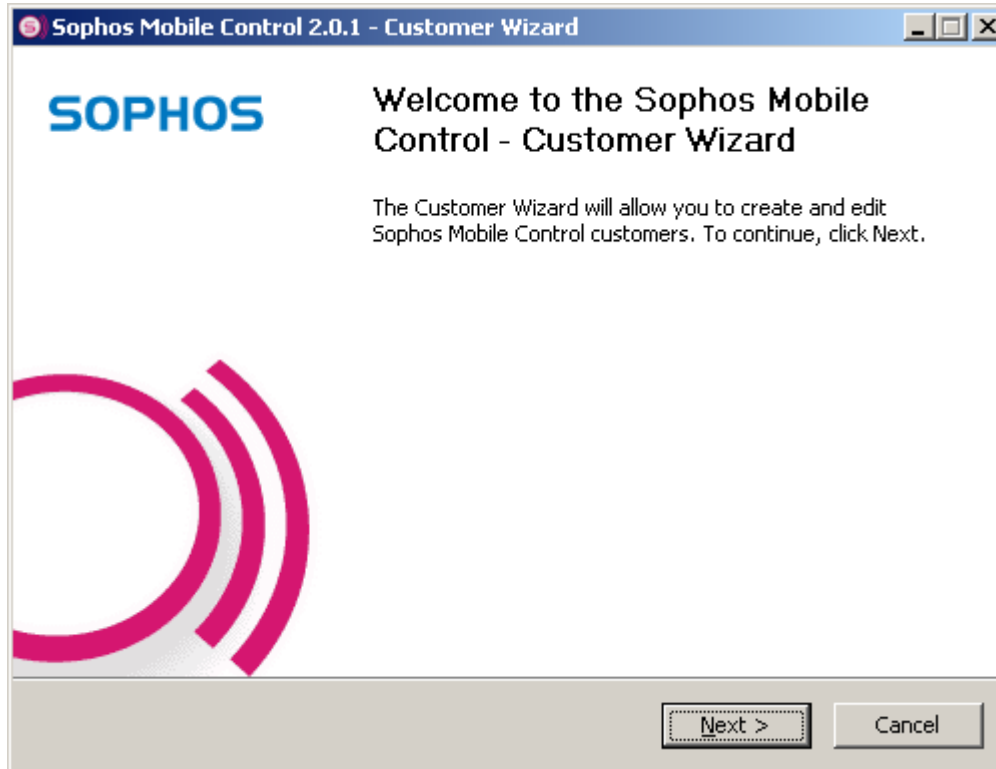 Sophos Mobile Control 2.0.1 - Customer Wizard
SOPHOS
Welcome to the Sophos Mobile
Control - Customer Wizard
The Customer Wizard will allow you to create and edit
Sophos Mobile Control customers. To continue, click Next.
Next >
Cancel